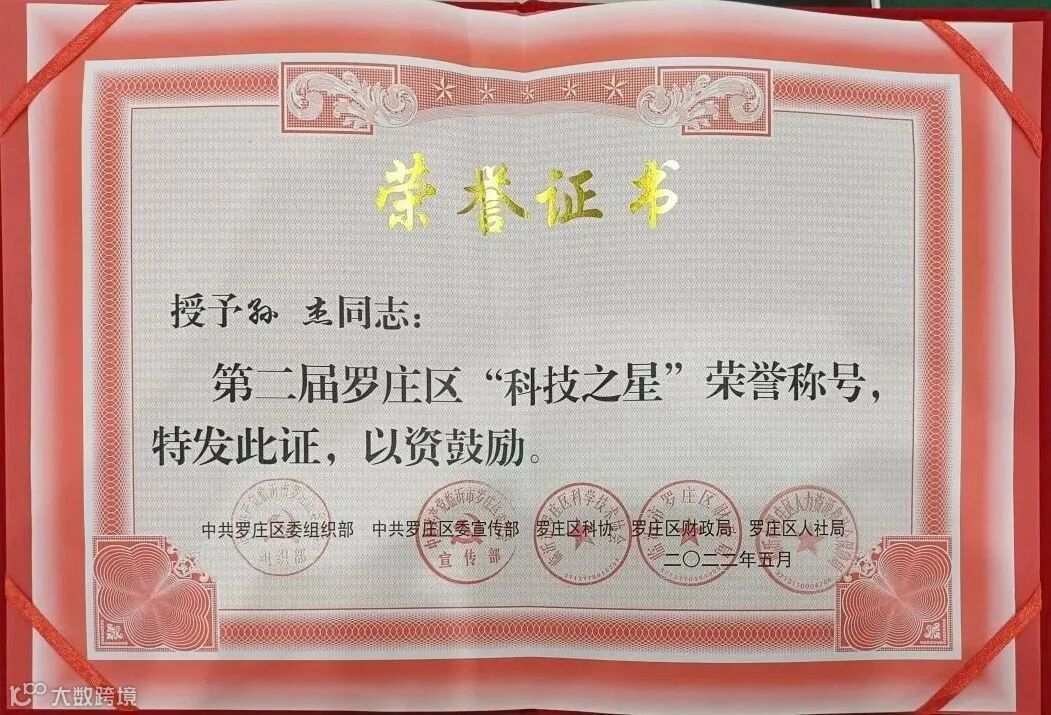 荣誉证书
授予孙 杰同志：
第二届罗庄区“科技之星”荣誉称号，
特发此证，以资鼓励。
中共罗庄区委组织部 中共罗庄区委宣传部 罗庄区科协 罗庄区财政局 罗庄区人社局
二〇二二年五月
宣传部
大数跨境